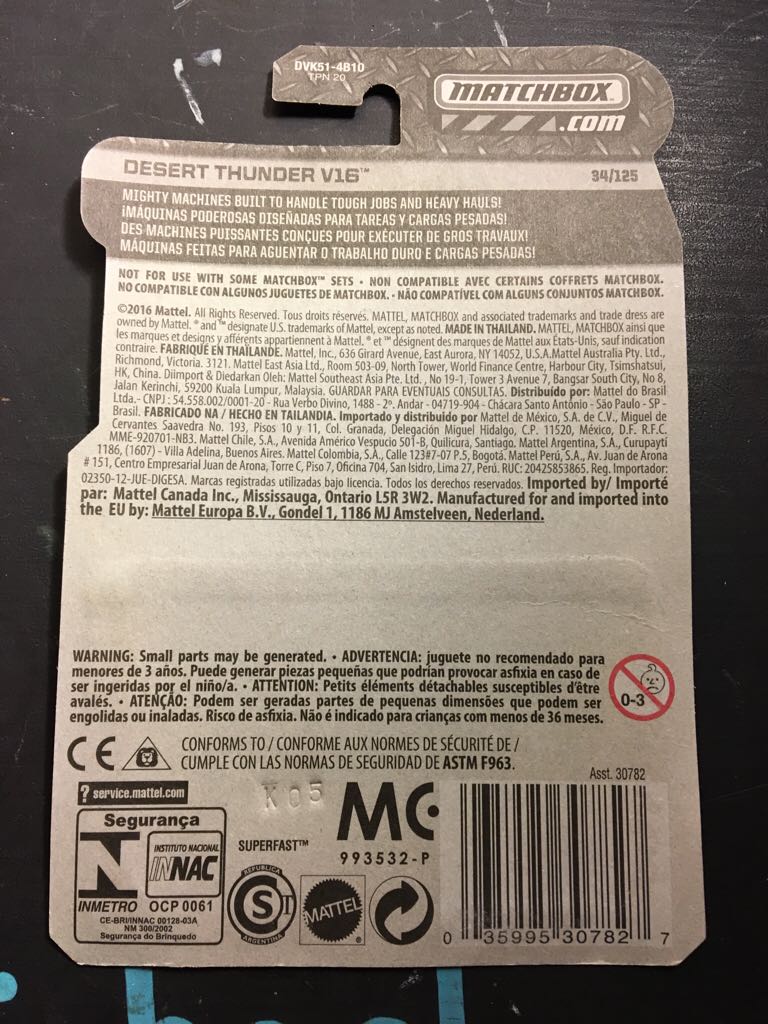 DVK51-4B10
TPN 20
MATCHBOX
.COM
DESERT THUNDER V16™
34/125
MIGHTY MACHINES BUILT TO HANDLE TOUGH JOBS AND HEAVY HAULS!
¡MÁQUINAS PODEROSAS DISEÑADAS PARA TAREAS Y CARGAS PESADAS!
DES MACHINES PUISSANTES CONÇUES POUR EXÉCUTER DE GROS TRAVAUX!
MÁQUINAS FEITAS PARA AGUENTAR O TRABALHO DURO E CARGAS PESADAS!
NOT FOR USE WITH SOME MATCHBOX™ SETS • NON COMPATIBLE AVEC CERTAINS COFFRETS MATCHBOX.
NO COMPATIBLE CON ALGUNOS JUGUETES DE MATCHBOX. • NÃO COMPATÍVEL COM ALGUNS CONJUNTOS MATCHBOX.
©2016 Mattel. All Rights Reserved. Tous droits réservés. MATTEL, MATCHBOX and associated trademarks and trade dress are
owned by Mattel. ® and ™ designate U.S. trademarks of Mattel, except as noted. MADE IN THAILAND. MATTEL, MATCHBOX ainsi que
les marques et designs y afférents appartiennent à Mattel. ® et ™ désignent des marques de Mattel aux États-Unis, sauf indication
contraire. FABRIQUÉ EN THAÏLANDE. Mattel, Inc., 636 Girard Avenue, East Aurora, NY 14052, U.S.A. Mattel Australia Pty. Ltd.,
Richmond, Victoria. 3121. Mattel East Asia Ltd., Room 503-09, North Tower, World Finance Centre, Harbour City, Tsimshatsui,
HK, China. Diimport & Diedarkan Oleh: Mattel Southeast Asia Pte. Ltd. , No 19-1, Tower 3 Avenue 7, Bangsar South City, No 8,
Jalan Kerinchi, 59200 Kuala Lumpur, Malaysia. GUARDAR PARA EVENTUAIS CONSULTAS. Distribuido por: Mattel do Brasil
Ltda.- CNPJ : 54.558.002/0001-20 - Rua Verbo Divino, 1488 - 2º. Andar - 04719-904 - Chácara Santo Antônio - São Paulo - SP -
Brasil. FABRICADO NA / HECHO EN TAILANDIA. Importado y distribuido por Mattel de México, S.A. de C.V., Miguel de
Cervantes Saavedra No. 193, Pisos 10 y 11, Col. Granada, Delegación Miguel Hidalgo, C.P. 11520, México, D.F. R.F.C.
MME-920701-NB3. Mattel Chile, S.A., Avenida Américo Vespucio 501-B, Quilicura, Santiago. Mattel Argentina, S.A., Curupaytí
1186, (1607) - Villa Adelina, Buenos Aires. Mattel Colombia, S.A., Calle 123#7-07 P.5, Bogotá. Mattel Perú, S.A., Av. Juan de Arona
# 151, Centro Empresarial Juan de Arona, Torre C, Piso 7, Oficina 704, San Isidro, Lima 27, Perú. RUC: 20425853865. Reg. Importador:
02350-12-JUE-DIGESA. Marcas registradas utilizadas bajo licencia. Todos los derechos reservados. Imported by/ Importé
par: Mattel Canada Inc., Mississauga, Ontario L5R 3W2. Manufactured for and imported into
the EU by: Mattel Europa B.V., Gondel 1, 1186 MJ Amstelveen, Nederland.
WARNING: Small parts may be generated. • ADVERTENCIA: juguete no recomendado para
menores de 3 años. Puede generar piezas pequeñas que podrían provocar asfixia en caso de
ser ingeridas por el niño/a. • ATTENTION: Petits éléments détachables susceptibles d'être
avalés. • ATENÇÃO: Podem ser geradas partes de pequenas dimensões que podem ser
engolidas ou inaladas. Risco de asfixia. Não é indicado para crianças com menos de 36 meses.
0-3
CE
CONFORMS TO / CONFORME AUX NORMES DE SÉCURITÉ DE /
CUMPLE CON LAS NORMAS DE SEGURIDAD DE ASTM F963.
Asst. 30782
? service.mattel.com
K05
Segurança
INSTITUTO NACIONAL
INNAC
INMETRO OCP 0061
CE-BRI/INNAC 00128-03A
NM 300/2002
Segurança do Brinquedo
SUPERFAST™
MC
993532-P
REPUBLICA
S
ARGENTINA
MATTEL
0 35995 30782 7